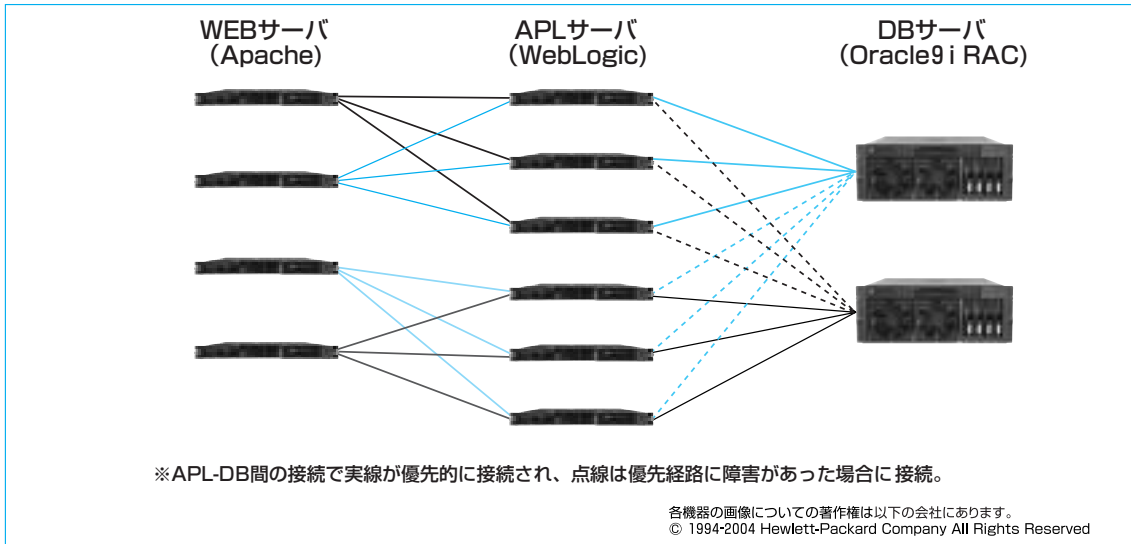 WEBサーバ
(Apache)
APLサーバ
(WebLogic)
DBサーバ
(Oracle9i RAC)
※APL-DB間の接続で実線が優先的に接続され、点線は優先経路に障害があった場合に接続。
各機器の画像についての著作権は以下の会社にあります。
© 1994-2004 Hewlett-Packard Company All Rights Reserved